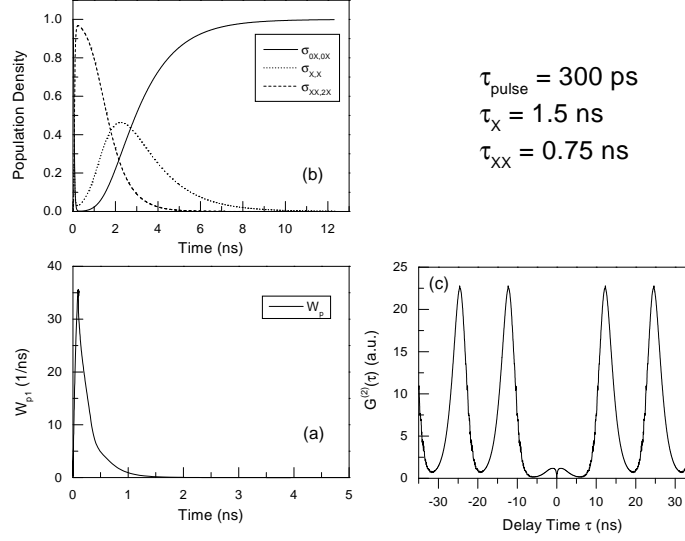 1.0
0.8
0.6
0.4
0.2
0.0
Population Density
σ0X,0X
σX,X
σXX,2X
(b)
0 2 4 6 8 10 12
Time (ns)
τpulse = 300 ps
τX = 1.5 ns
τXX = 0.75 ns
40
30
20
10
0
Wp1 (1/ns)
Wp
(a)
0 1 2 3 4 5
Time (ns)
25
20
15
10
5
0
G(2)(τ) (a.u.)
(c)
-30 -20 -10 0 10 20 30
Delay Time τ (ns)